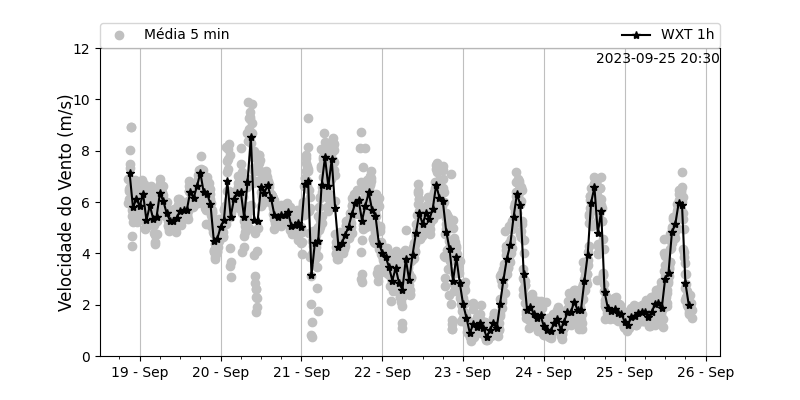 Média 5 min
WXT 1h
2023-09-25 20:30
Velocidade do Vento (m/s)
12
10
8
6
4
2
0
19 - Sep 20 - Sep 21 - Sep 22 - Sep 23 - Sep 24 - Sep 25 - Sep 26 - Sep